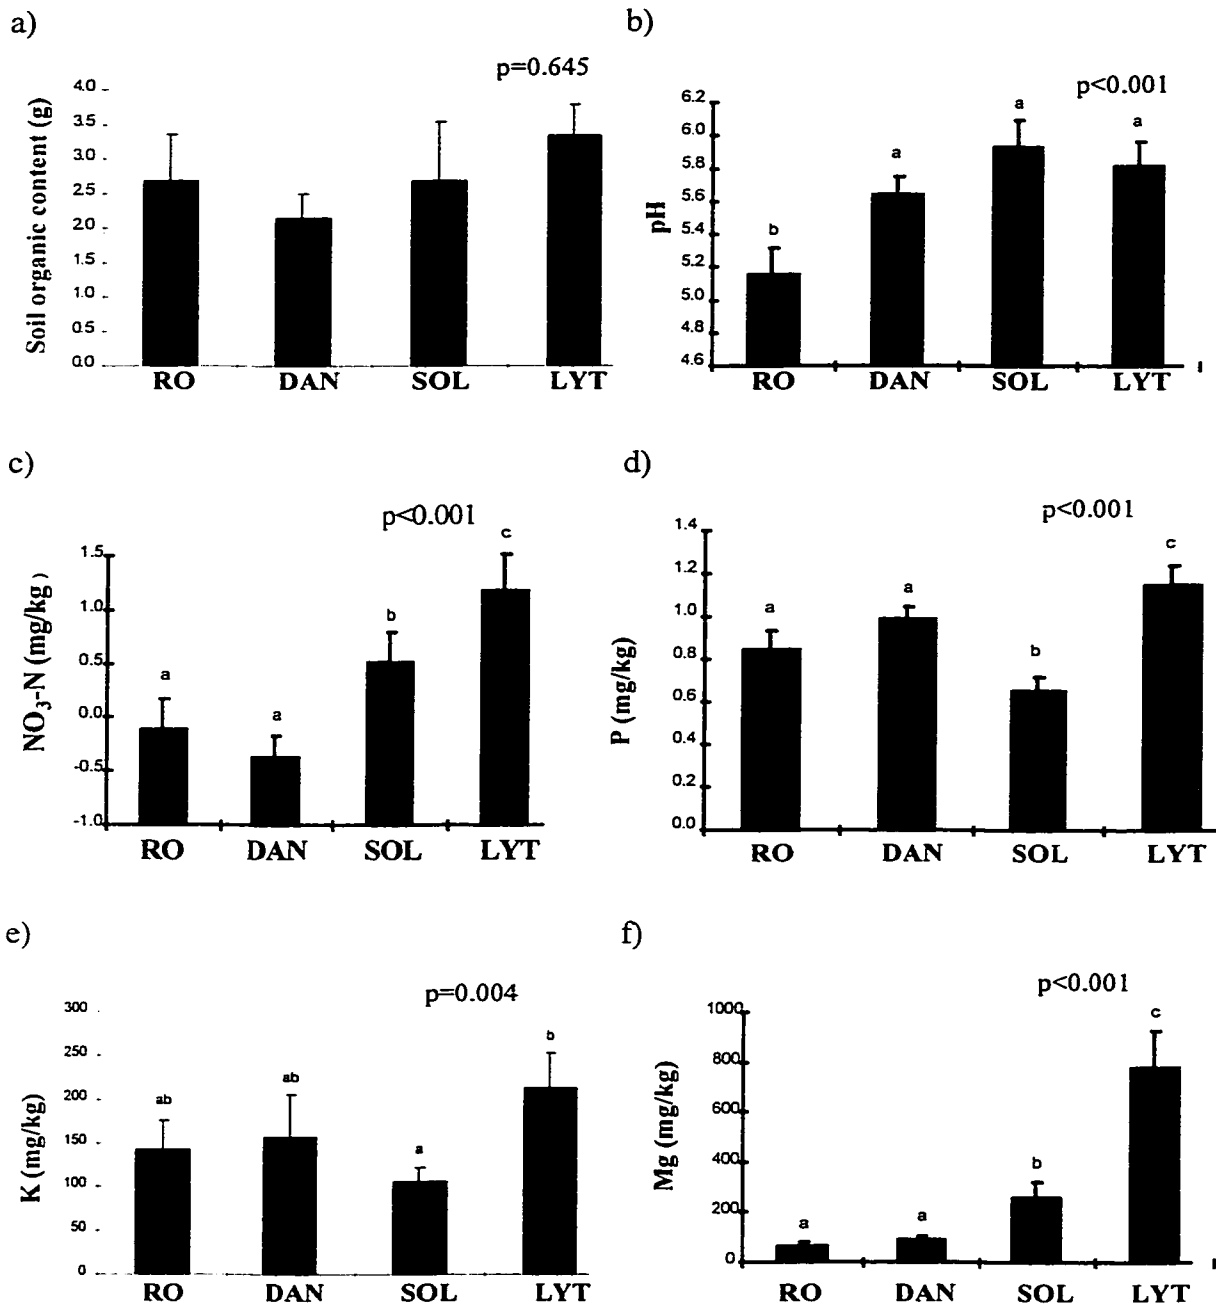 a)
p=0.645
Soil organic content (g)
4.0
3.5
3.0
2.5
2.0
1.5
1.0
0.5
0.0
RO DAN SOL LYT
b)
p<0.001
pH
6.2
6.0
5.8
5.6
5.4
5.2
5.0
4.8
4.6
b a a a
RO DAN SOL LYT
c)
p<0.001
NO3-N (mg/kg)
1.5
1.0
0.5
0.0
-0.5
-1.0
a a b c
RO DAN SOL LYT
d)
p<0.001
P (mg/kg)
1.4
1.2
1.0
0.8
0.6
0.4
0.2
0.0
a a b c
RO DAN SOL LYT
e)
p=0.004
K (mg/kg)
300
250
200
150
100
50
0
ab ab a b
RO DAN SOL LYT
f)
p<0.001
Mg (mg/kg)
1000
800
600
400
200
0
a a b c
RO DAN SOL LYT